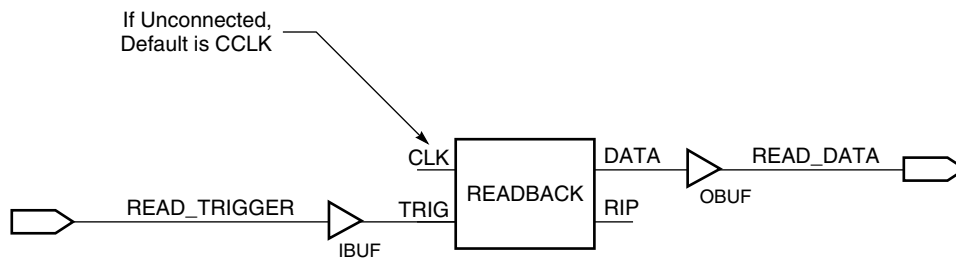 If Unconnected,
Default is CCLK
CLK
DATA
READ_DATA
READBACK
OBUF
READ_TRIGGER
TRIG
RIP
IBUF